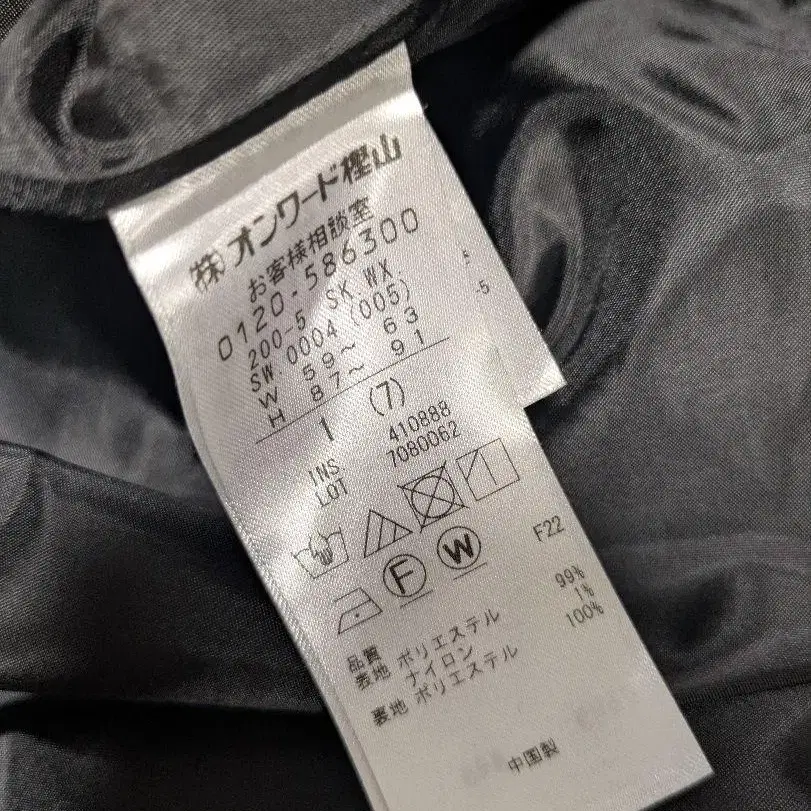 ㈱オンワード樫山
お客様相談室
0120-586300
200-5 SK WX.
SW 0004 (005)
W 59～ 63
H 87～ 91
1 (7)
INS 410888
LOT 7080062
F W
F22
品質
表地 ポリエステル 99%
ナイロン 1%
裏地 ポリエステル 100%
中国製
-5